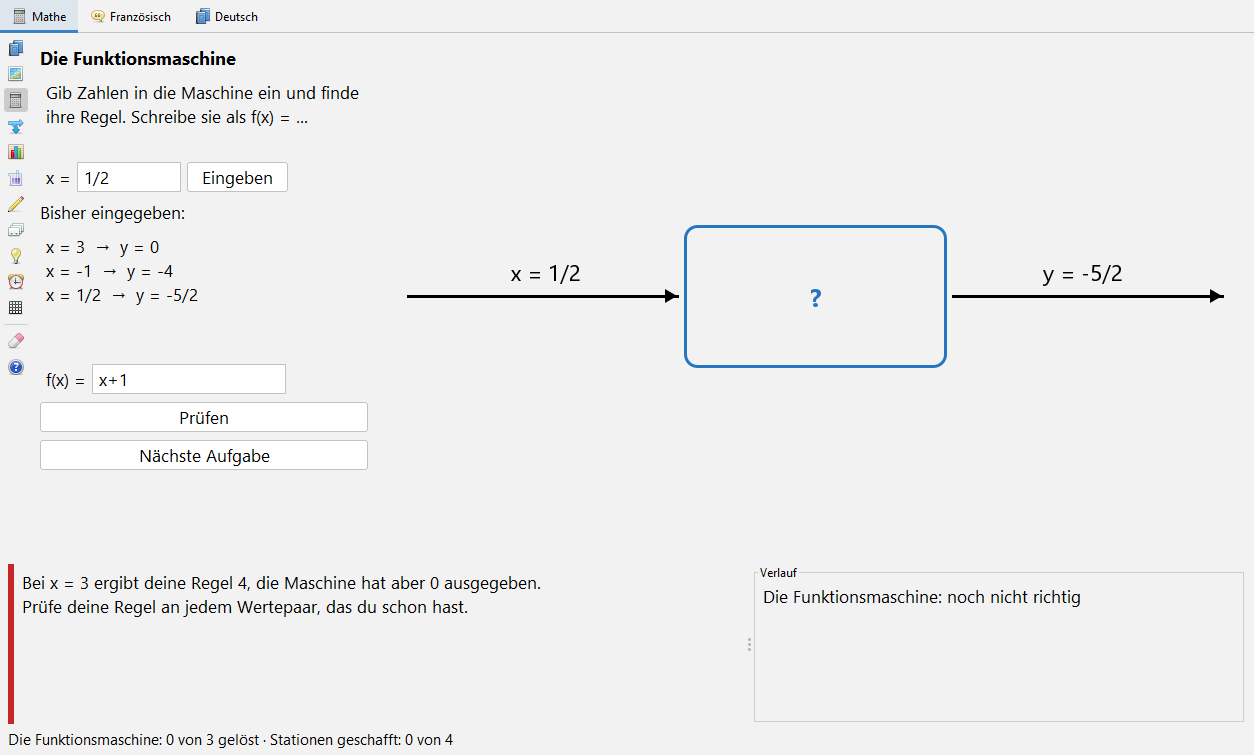 Mathe
Französisch
Deutsch
Die Funktionsmaschine
Gib Zahlen in die Maschine ein und finde
ihre Regel. Schreibe sie als f(x) = ...
x = 1/2 Eingeben
Bisher eingegeben:
x = 3 → y = 0
x = -1 → y = -4
x = 1/2 → y = -5/2
f(x) = x+1
Prüfen
Nächste Aufgabe
x = 1/2
?
y = -5/2
Bei x = 3 ergibt deine Regel 4, die Maschine hat aber 0 ausgegeben.
Prüfe deine Regel an jedem Wertepaar, das du schon hast.
Verlauf
Die Funktionsmaschine: noch nicht richtig
Die Funktionsmaschine: 0 von 3 gelöst · Stationen geschafft: 0 von 4